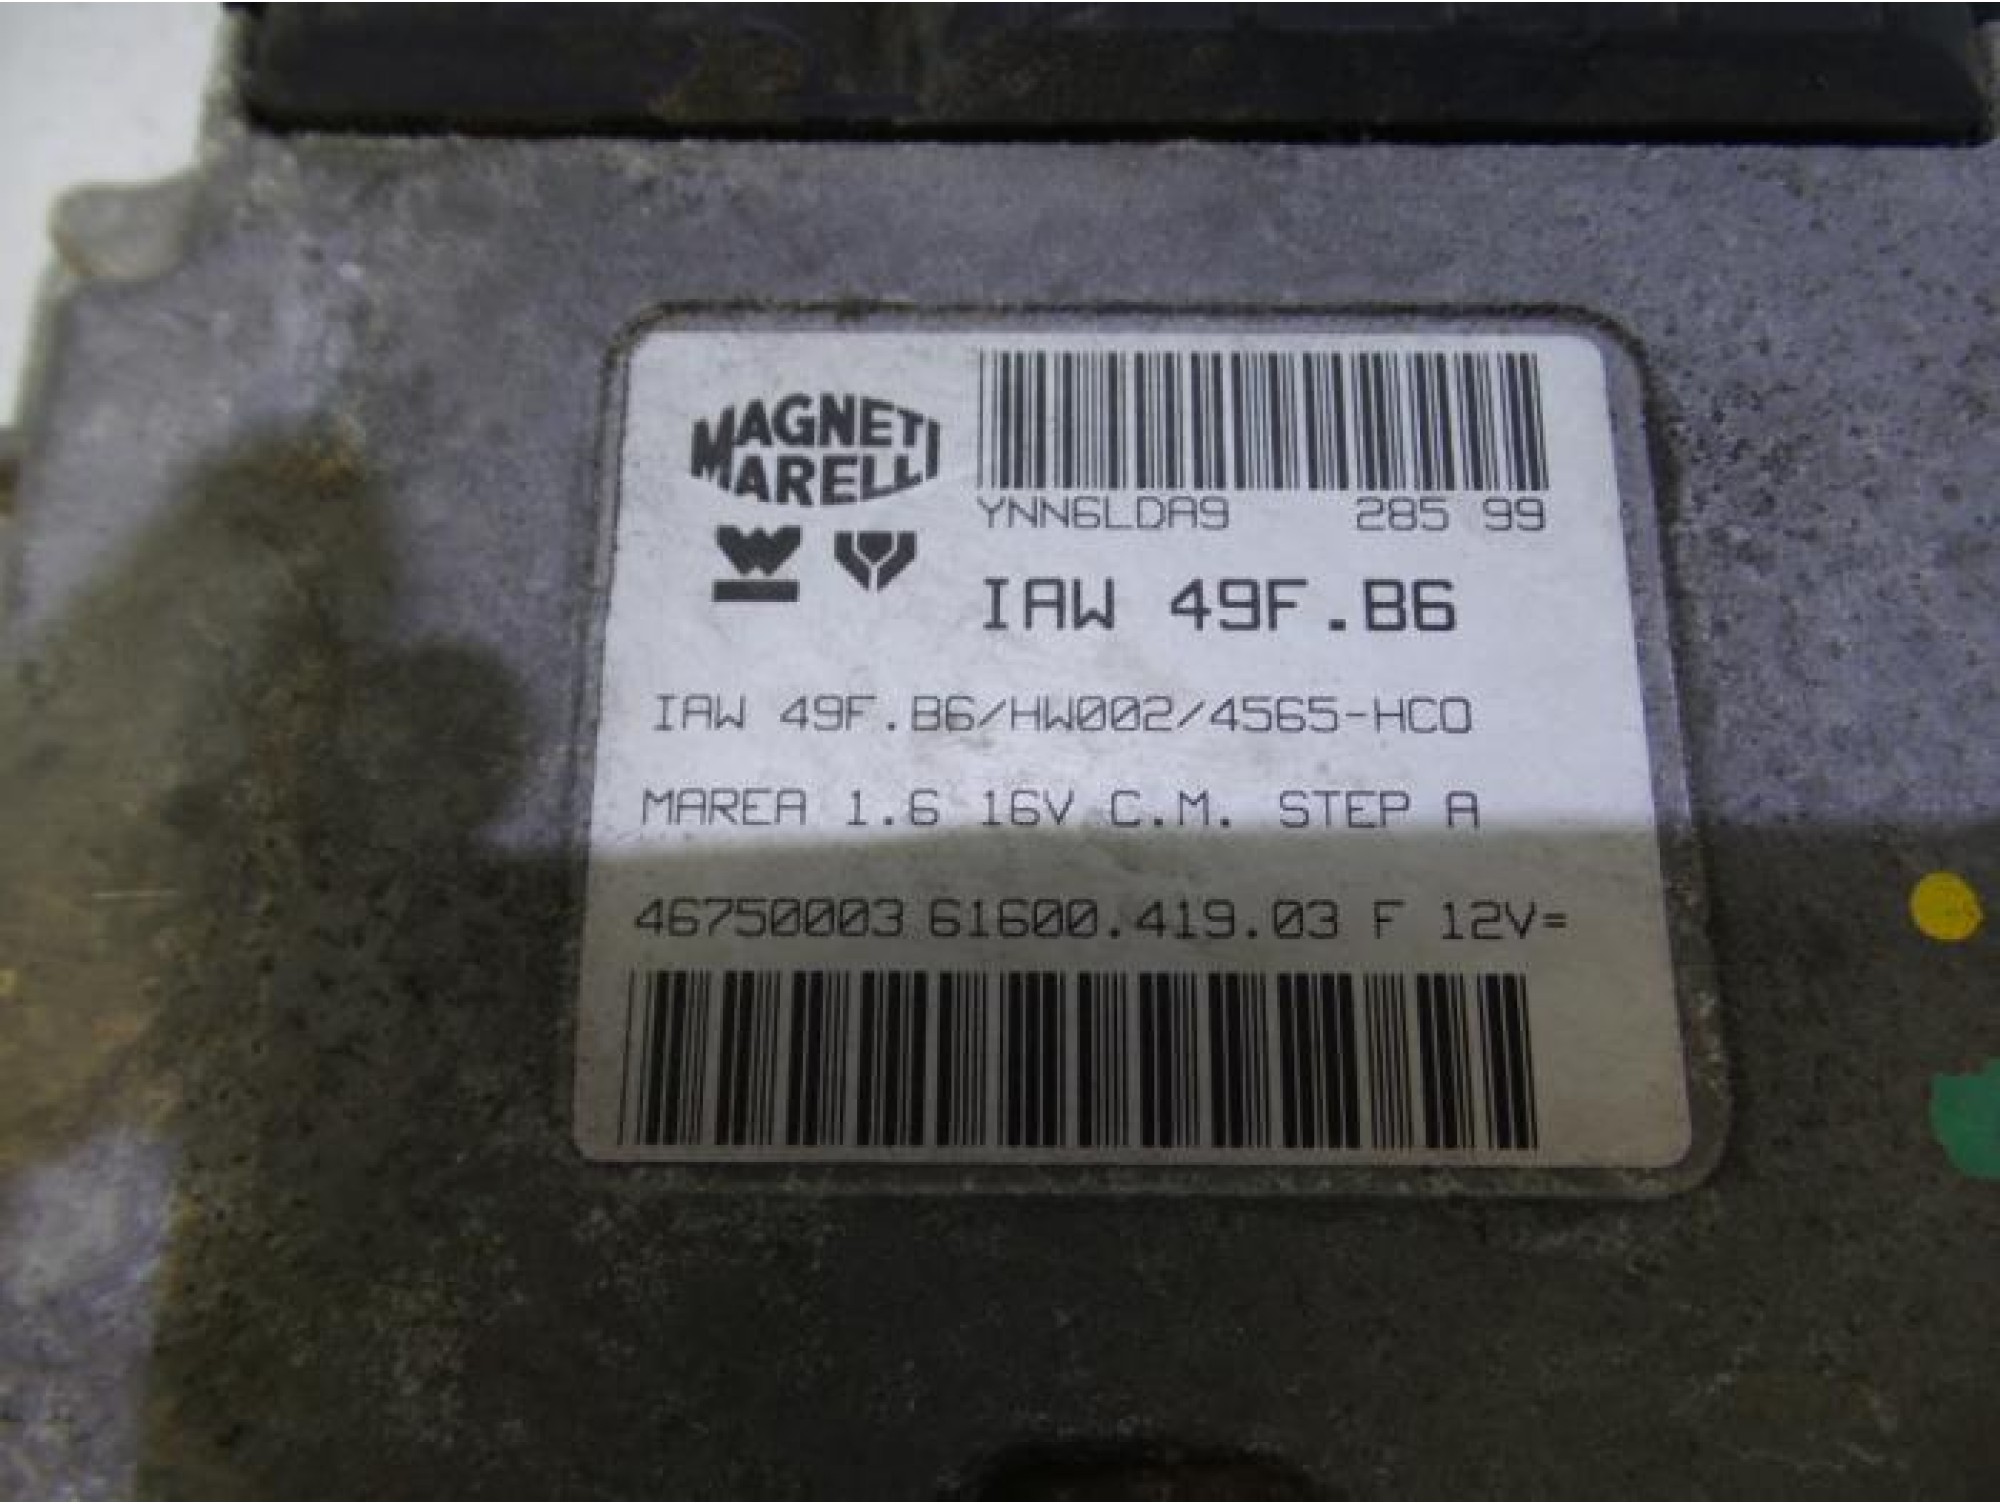 MAGNETI
MARELLI
YNN6LDA9 285 99
IAW 49F.B6
IAW 49F.B6/HW002/4565-HCO
MAREA 1.6 16V C.M. STEP A
46750003 61600.419.03 F 12V=